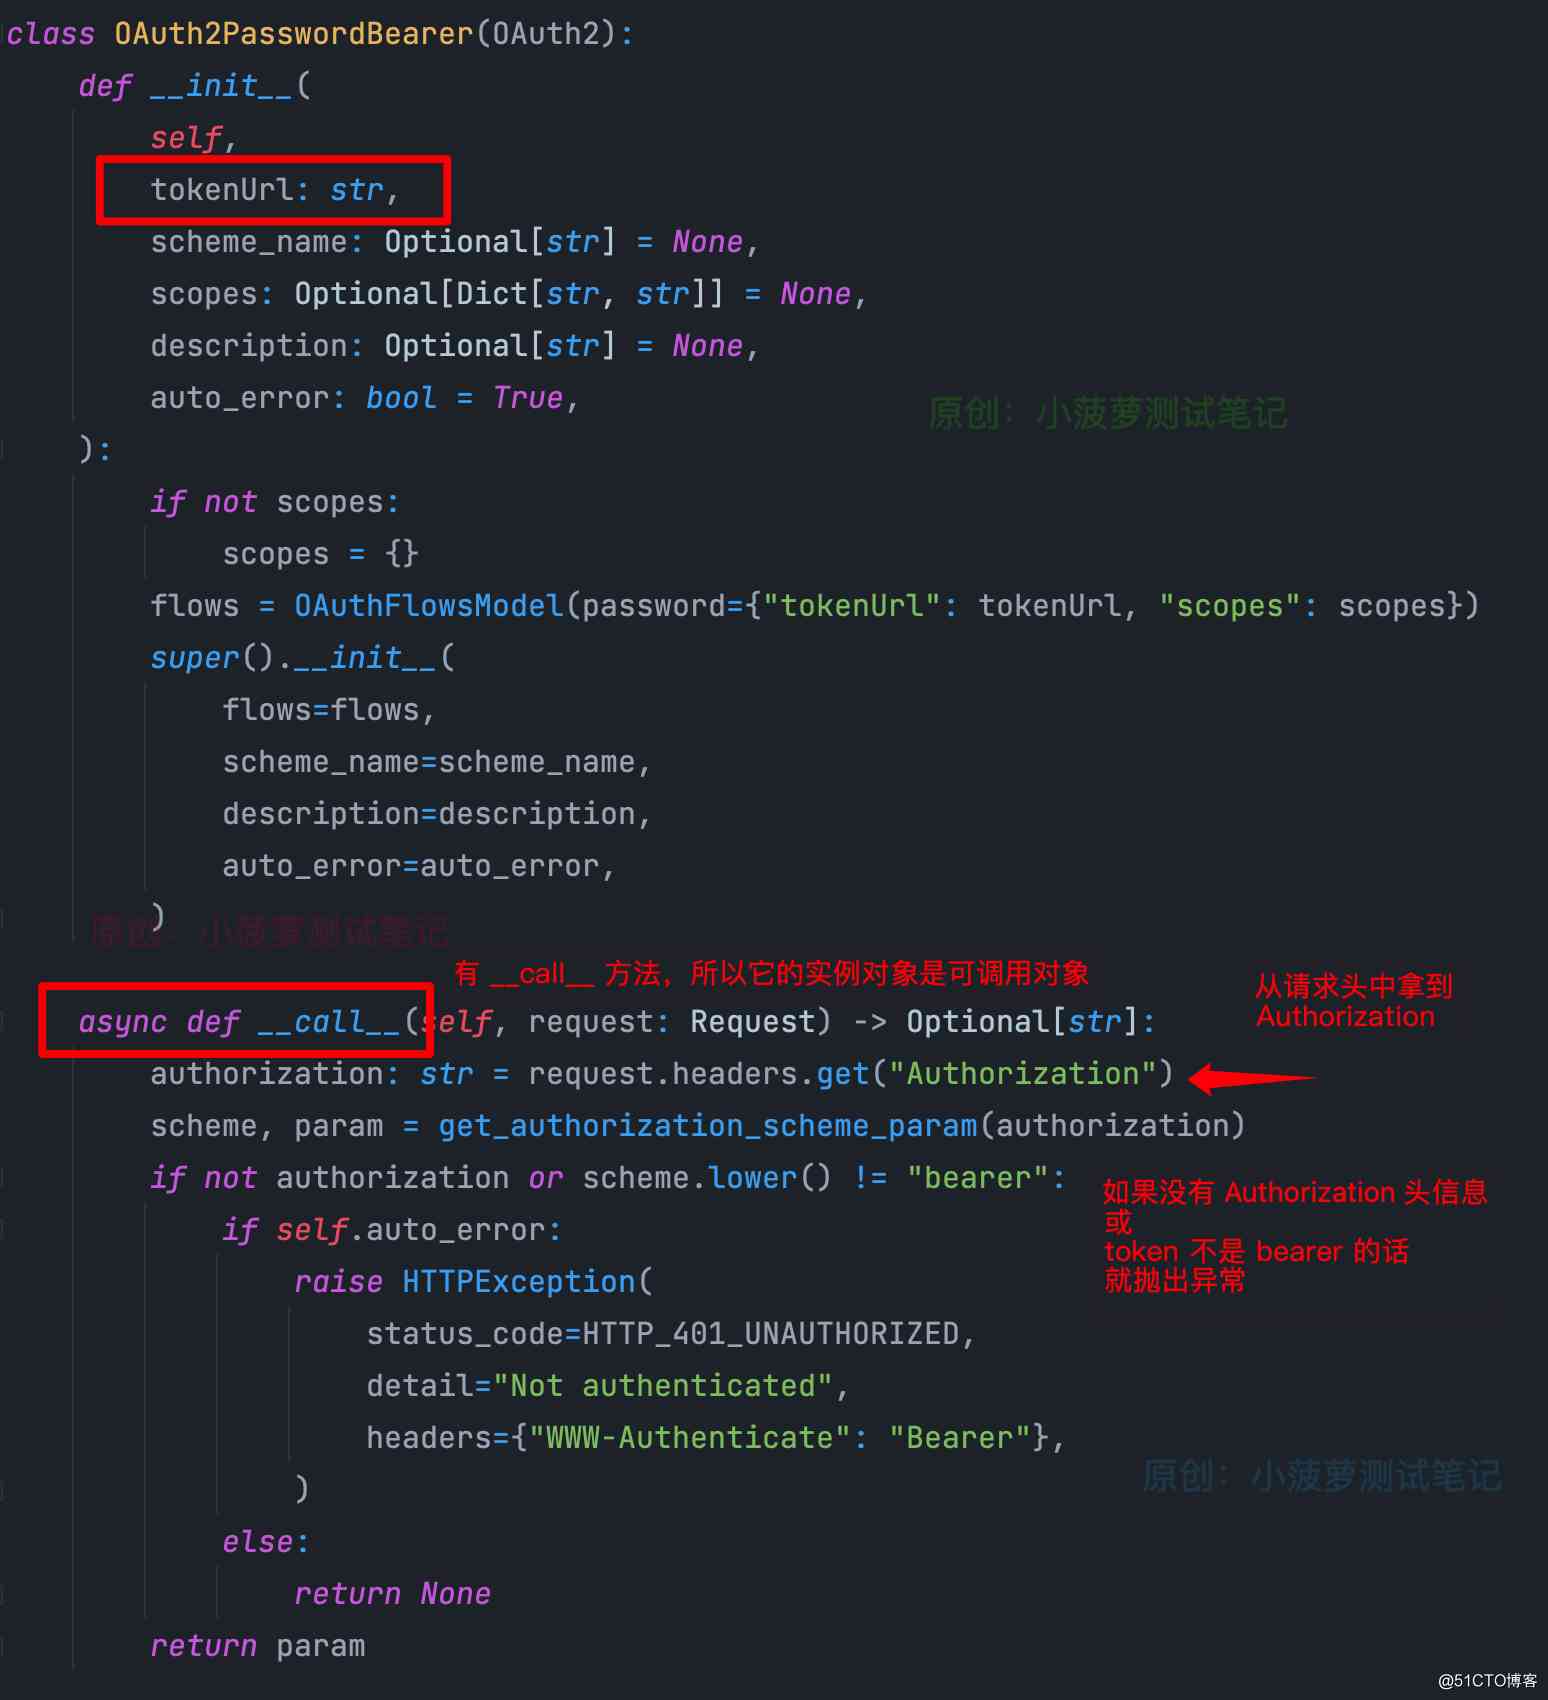 class OAuth2PasswordBearer(OAuth2):
    def __init__(
        self,
        tokenUrl: str,
        scheme_name: Optional[str] = None,
        scopes: Optional[Dict[str, str]] = None,
        description: Optional[str] = None,
        auto_error: bool = True,
原创：小菠萝测试笔记
    ):
        if not scopes:
            scopes = {}
        flows = OAuthFlowsModel(password={"tokenUrl": tokenUrl, "scopes": scopes})
        super().__init__(
            flows=flows,
            scheme_name=scheme_name,
            description=description,
            auto_error=auto_error,
        )
原创：小菠萝测试笔记
有 __call__ 方法，所以它的实例对象是可调用对象
从请求头中拿到
Authorization
    async def __call__(self, request: Request) -> Optional[str]:
        authorization: str = request.headers.get("Authorization")
        scheme, param = get_authorization_scheme_param(authorization)
        if not authorization or scheme.lower() != "bearer":
如果没有 Authorization 头信息
或
token 不是 bearer 的话
就抛出异常
            if self.auto_error:
                raise HTTPException(
                    status_code=HTTP_401_UNAUTHORIZED,
                    detail="Not authenticated",
                    headers={"WWW-Authenticate": "Bearer"},
原创：小菠萝测试笔记
                )
            else:
                return None
        return param
@51CTO博客